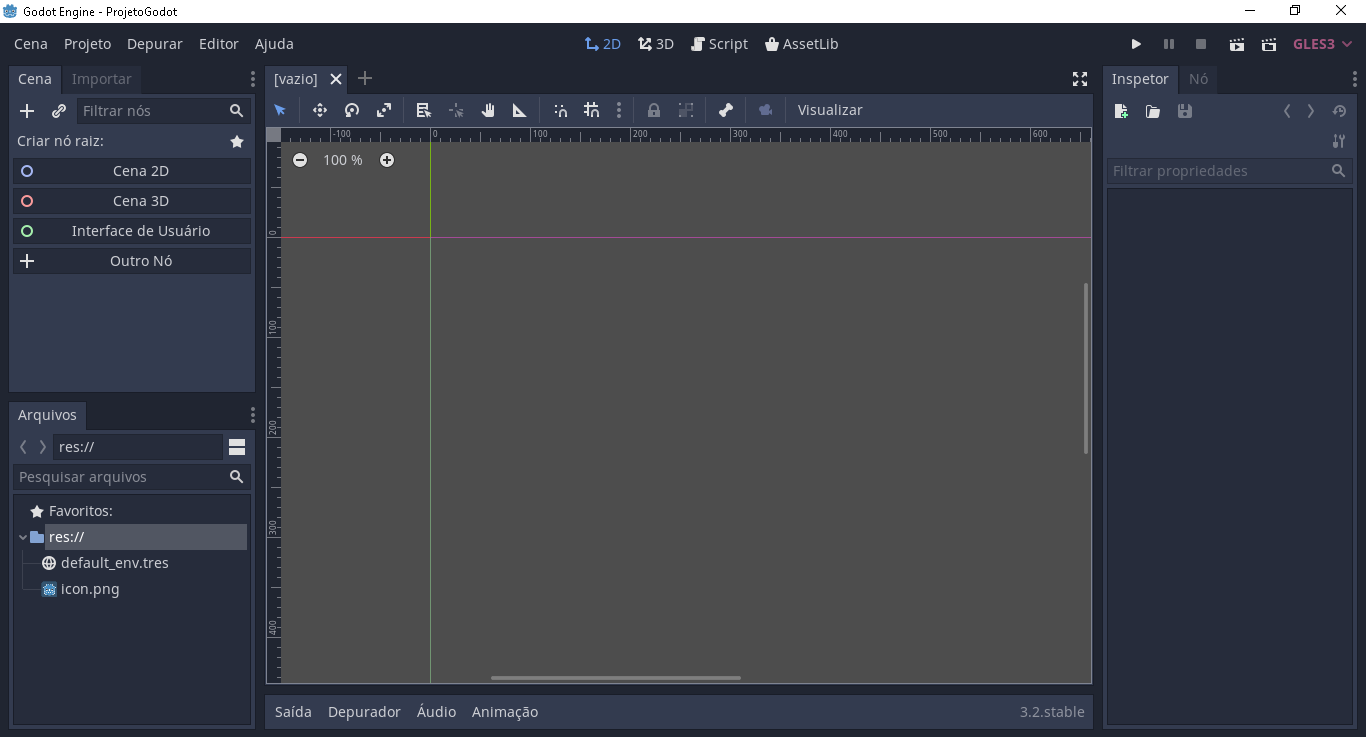 Godot Engine - ProjetoGodot
Cena Projeto Depurar Editor Ajuda
2D 3D Script AssetLib
GLES3
Cena Importar
Filtrar nós
Criar nó raiz:
Cena 2D
Cena 3D
Interface de Usuário
Outro Nó
Arquivos
res://
Pesquisar arquivos
Favoritos:
res://
default_env.tres
icon.png
[vazio]
Visualizar
-100 0 100 200 300 400 500 600
100 %
0
100
200
300
400
Saída Depurador Áudio Animação 3.2.stable
Inspetor Nó
Filtrar propriedades